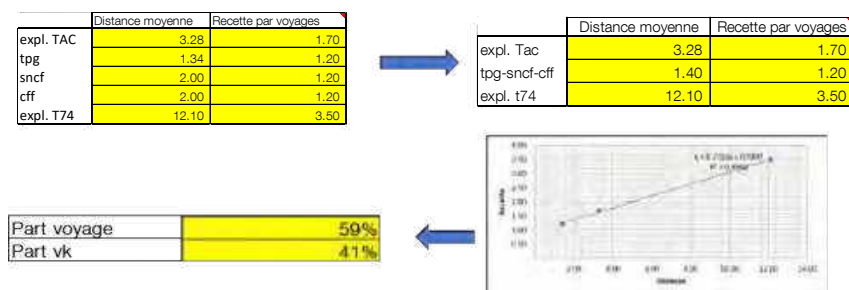 Distance moyenne Recette par voyages
expl. TAC 3.28 1.70
tpg 1.34 1.20
sncf 2.00 1.20
cff 2.00 1.20
expl. T74 12.10 3.50
Distance moyenne Recette par voyages
expl. Tac 3.28 1.70
tpg-sncf-cff 1.40 1.20
expl. t74 12.10 3.50
Part voyage 59%
Part vk 41%